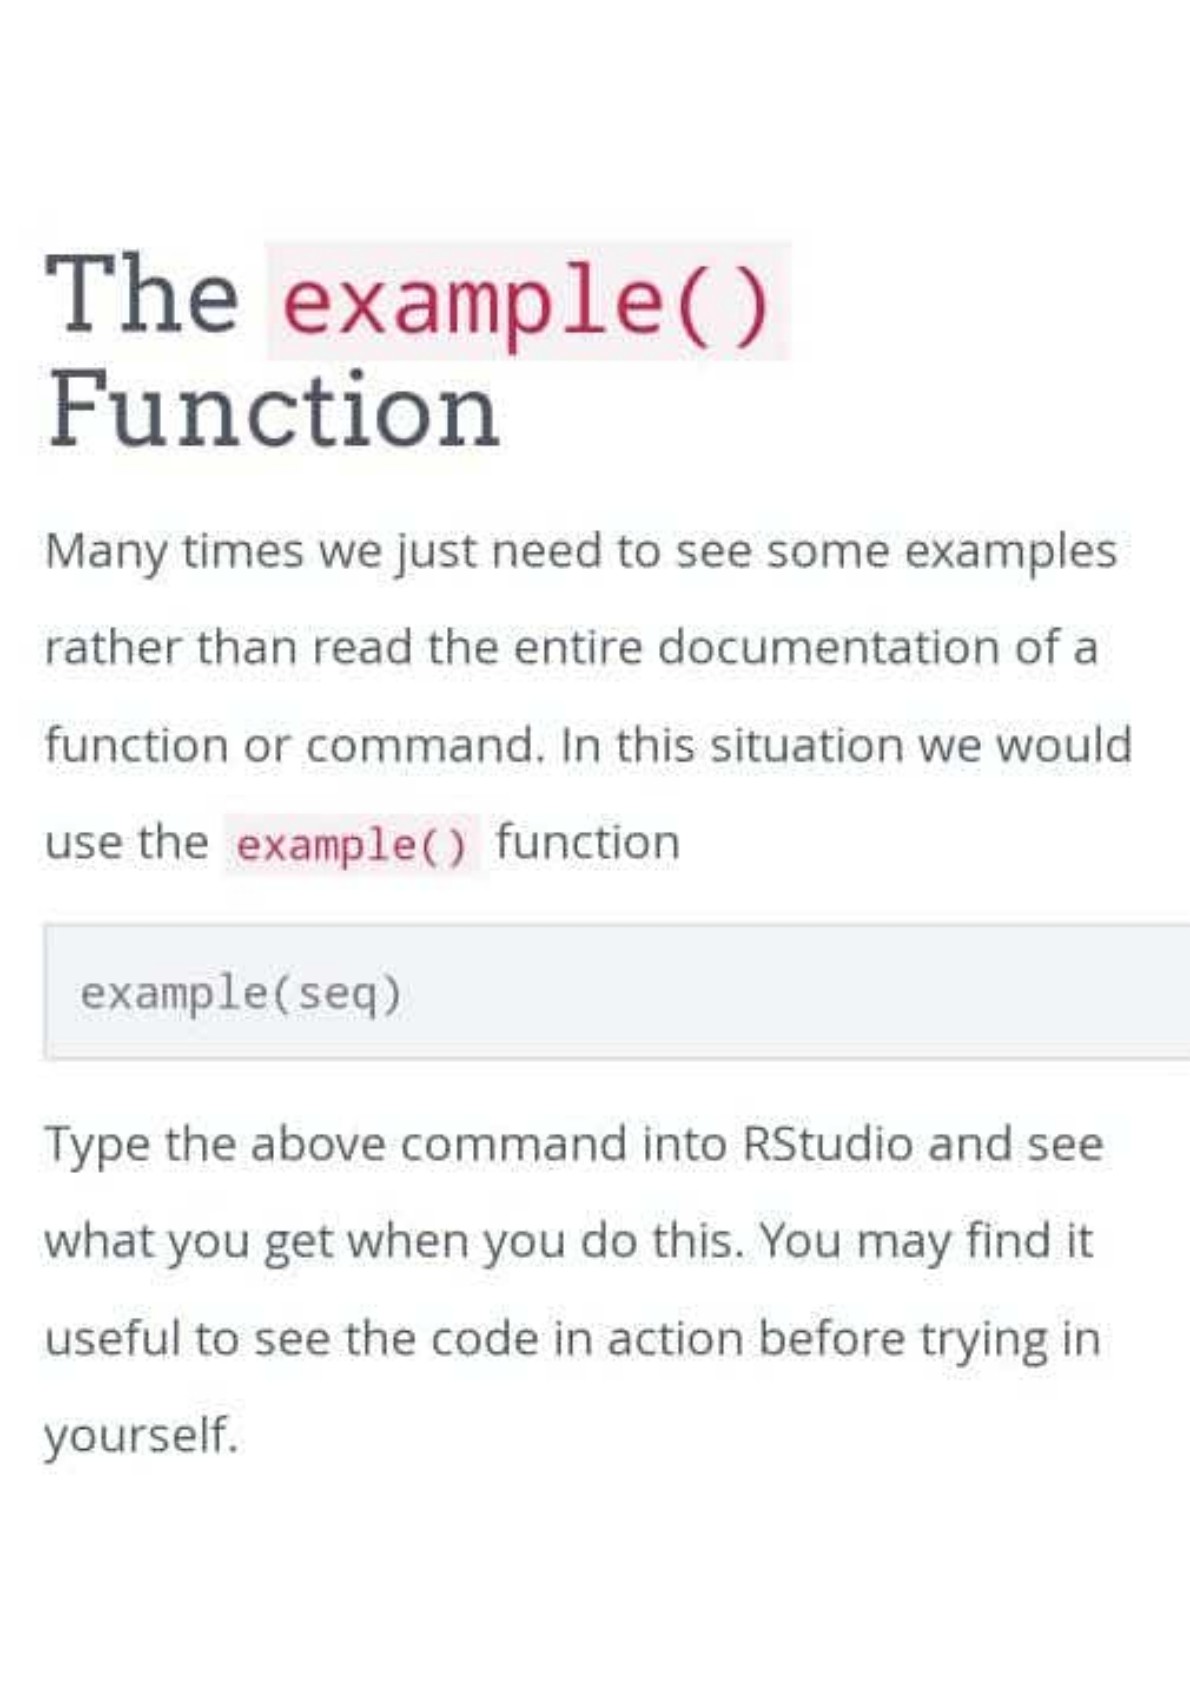 The example()
Function
Many times we just need to see some examples
rather than read the entire documentation of a
function or command. In this situation we would
use the example() function
example(seq)
Type the above command into RStudio and see
what you get when you do this. You may find it
useful to see the code in action before trying in
yourself.